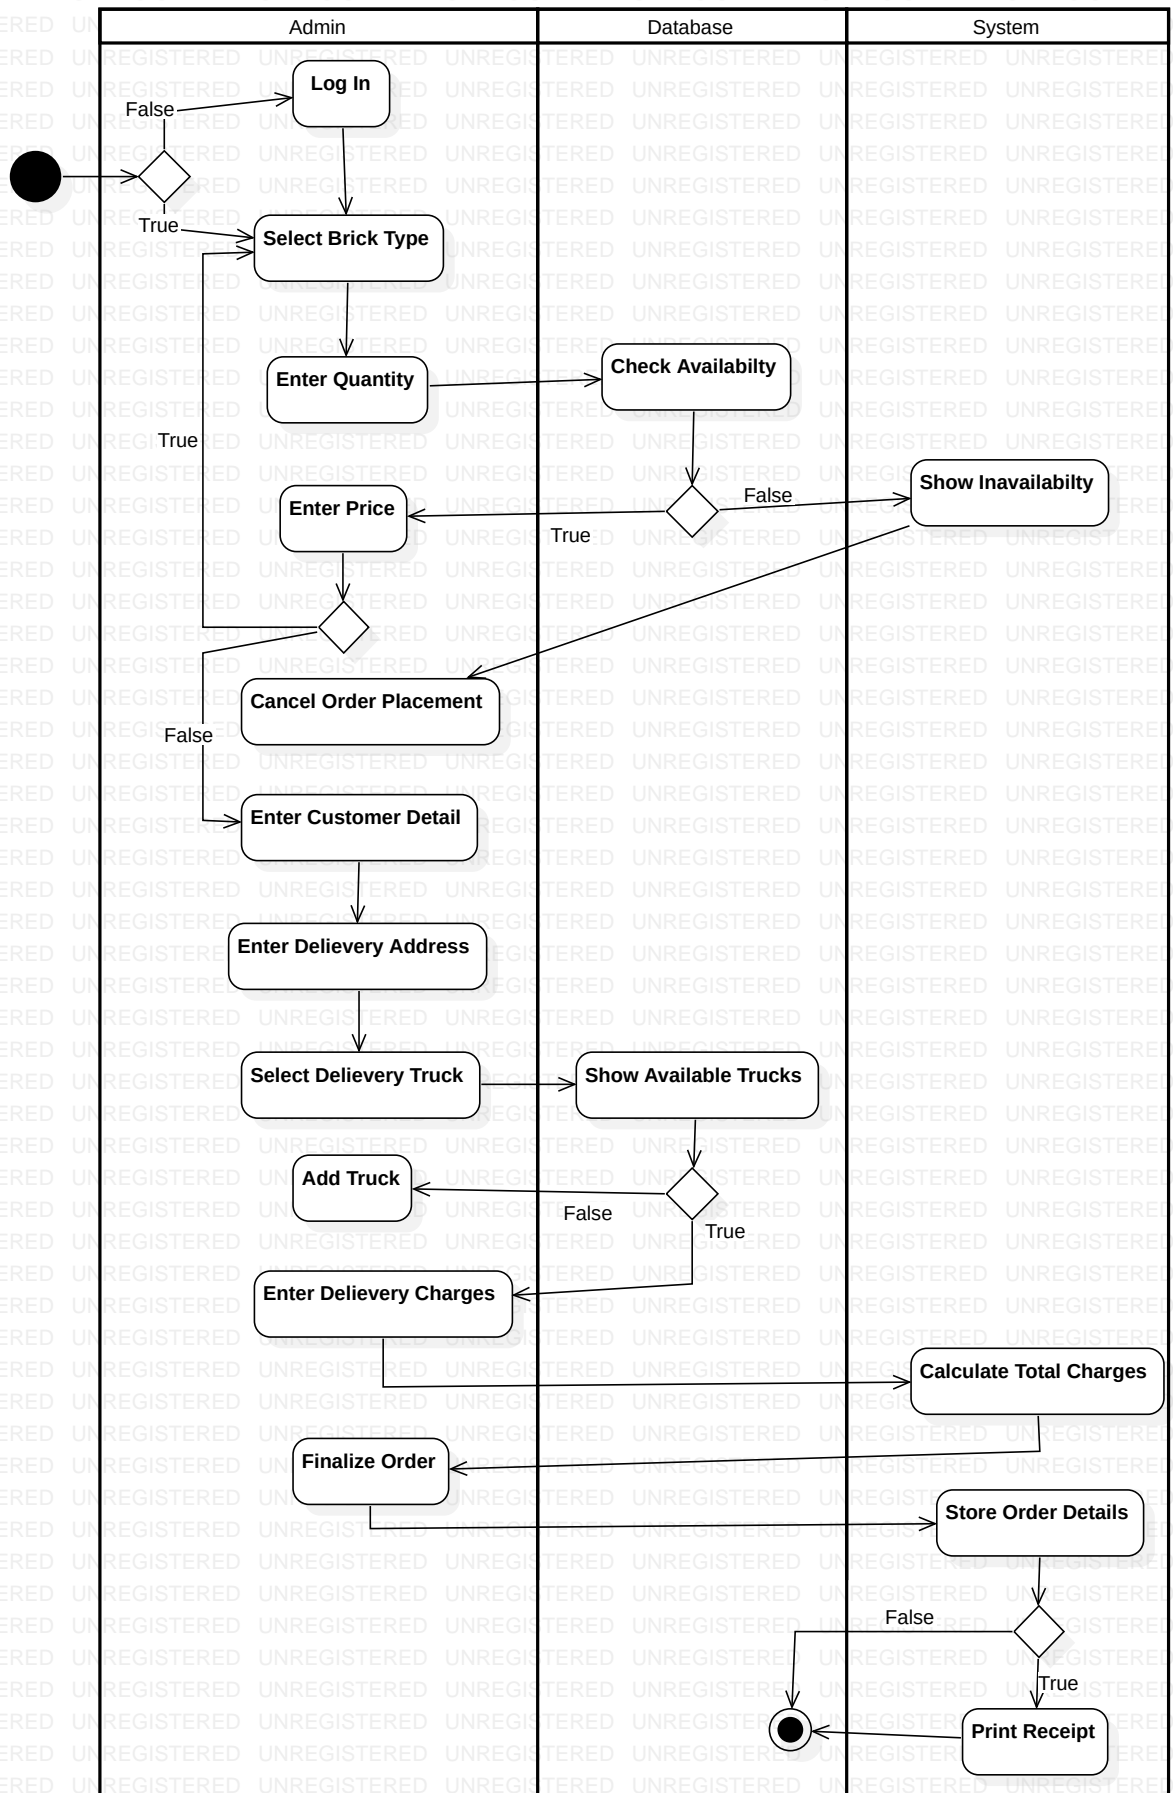 Admin
Database
System
Log In
False
True
Select Brick Type
Check Availabilty
Enter Quantity
True
Show Inavailabilty
False
Enter Price
True
Cancel Order Placement
False
Enter Customer Detail
Enter Delievery Address
Select Delievery Truck
Show Available Trucks
Add Truck
False
True
Enter Delievery Charges
Calculate Total Charges
Finalize Order
Store Order Details
False
True
Print Receipt
UNREGISTERED